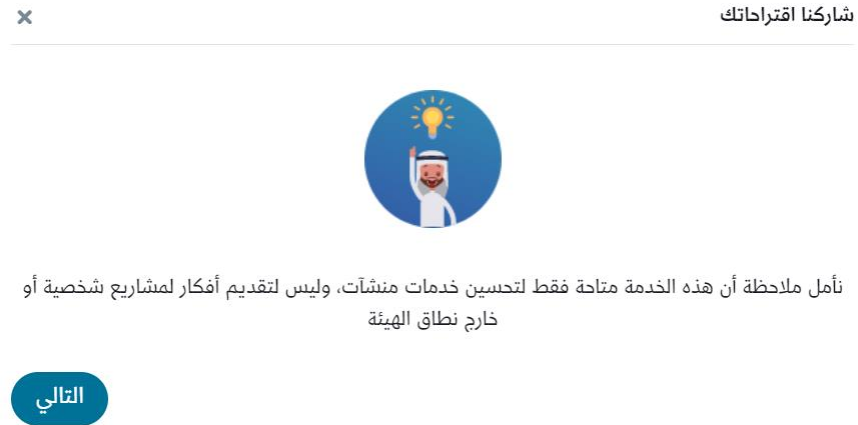 شاركنا اقتراحاتك
نأمل ملاحظة أن هذه الخدمة متاحة فقط لتحسين خدمات منشآت، وليس لتقديم أفكار لمشاريع شخصية أو
خارج نطاق الهيئة
التالي